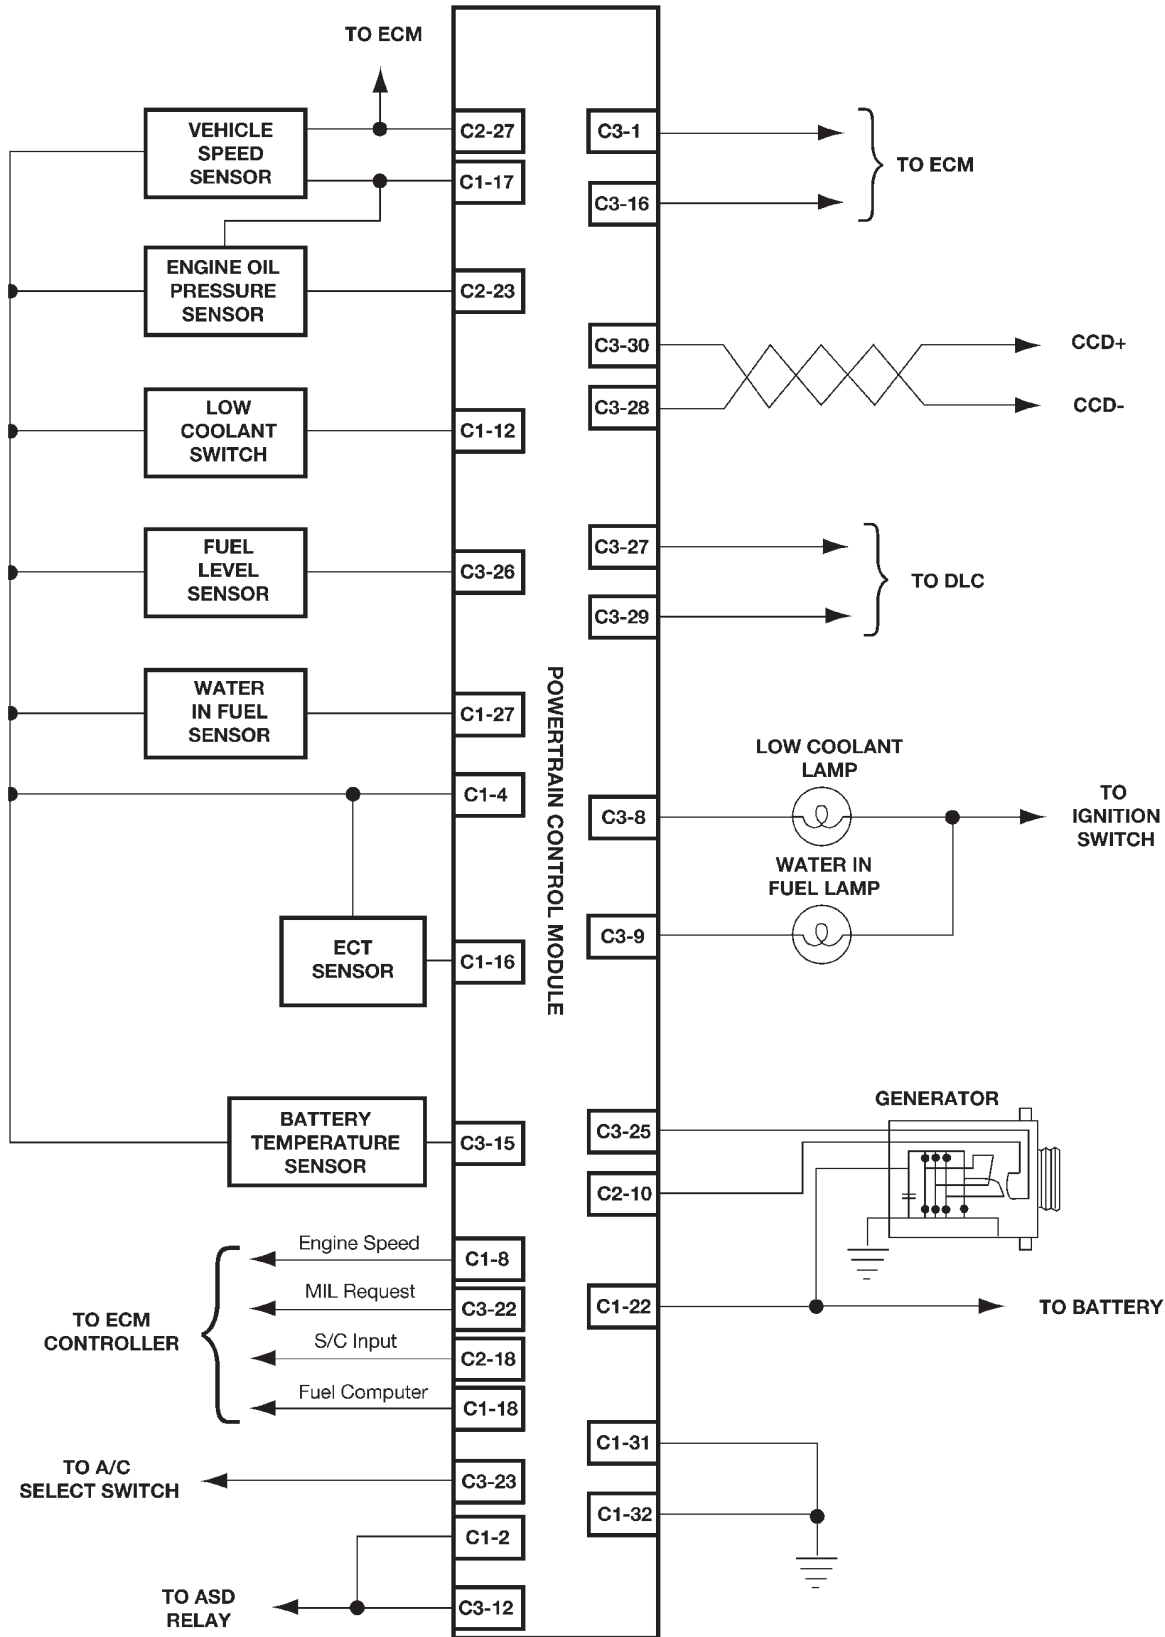 TO ECM
VEHICLE
SPEED
SENSOR
C2-27
C1-17
ENGINE OIL
PRESSURE
SENSOR
C2-23
LOW
COOLANT
SWITCH
C1-12
FUEL
LEVEL
SENSOR
C3-26
WATER
IN FUEL
SENSOR
C1-27
C1-4
ECT
SENSOR
C1-16
BATTERY
TEMPERATURE
SENSOR
C3-15
TO ECM
CONTROLLER
Engine Speed
C1-8
MIL Request
C3-22
S/C Input
C2-18
Fuel Computer
C1-18
TO A/C
SELECT SWITCH
C3-23
C1-2
TO ASD
RELAY
C3-12
POWERTRAIN CONTROL MODULE
C3-1
C3-16
TO ECM
C3-30
CCD+
C3-28
CCD-
C3-27
C3-29
TO DLC
LOW COOLANT
LAMP
C3-8
TO
IGNITION
SWITCH
WATER IN
FUEL LAMP
C3-9
GENERATOR
C3-25
C2-10
C1-22
TO BATTERY
C1-31
C1-32